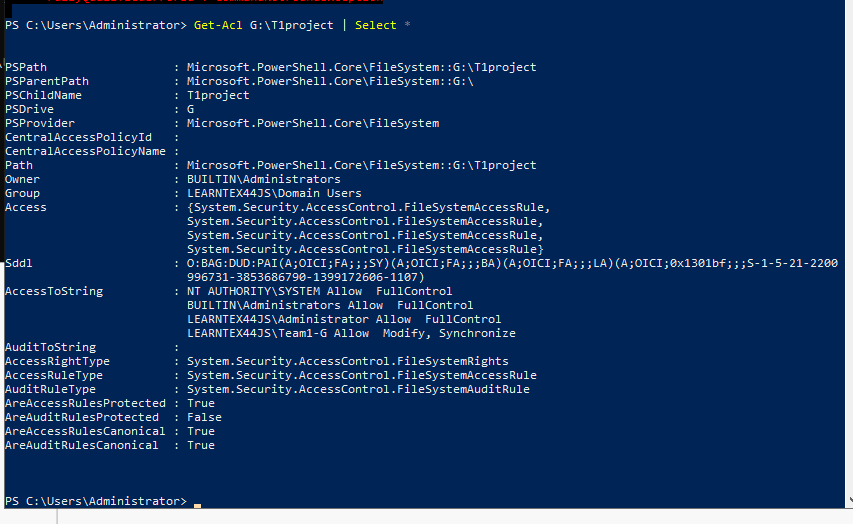 PS C:\Users\Administrator> Get-Acl G:\T1project | Select *
PSPath : Microsoft.PowerShell.Core\FileSystem::G:\T1project
PSParentPath : Microsoft.PowerShell.Core\FileSystem::G:\
PSChildName : T1project
PSDrive : G
PSProvider : Microsoft.PowerShell.Core\FileSystem
CentralAccessPolicyId :
CentralAccessPolicyName :
Path : Microsoft.PowerShell.Core\FileSystem::G:\T1project
Owner : BUILTIN\Administrators
Group : LEARNTEX44JS\Domain Users
Access : {System.Security.AccessControl.FileSystemAccessRule,
System.Security.AccessControl.FileSystemAccessRule,
System.Security.AccessControl.FileSystemAccessRule,
System.Security.AccessControl.FileSystemAccessRule}
Sddl : O:BAG:DUD:PAI(A;OICI;FA;;;SY)(A;OICI;FA;;;BA)(A;OICI;FA;;;LA)(A;OICI;0x1301bf;;;S-1-5-21-2200
996731-3853686790-1399172606-1107)
AccessToString : NT AUTHORITY\SYSTEM Allow  FullControl
BUILTIN\Administrators Allow  FullControl
LEARNTEX44JS\Administrator Allow  FullControl
LEARNTEX44JS\Team1-G Allow  Modify, Synchronize
AuditToString :
AccessRightType : System.Security.AccessControl.FileSystemRights
AccessRuleType : System.Security.AccessControl.FileSystemAccessRule
AuditRuleType : System.Security.AccessControl.FileSystemAuditRule
AreAccessRulesProtected : True
AreAuditRulesProtected : False
AreAccessRulesCanonical : True
AreAuditRulesCanonical : True
PS C:\Users\Administrator>